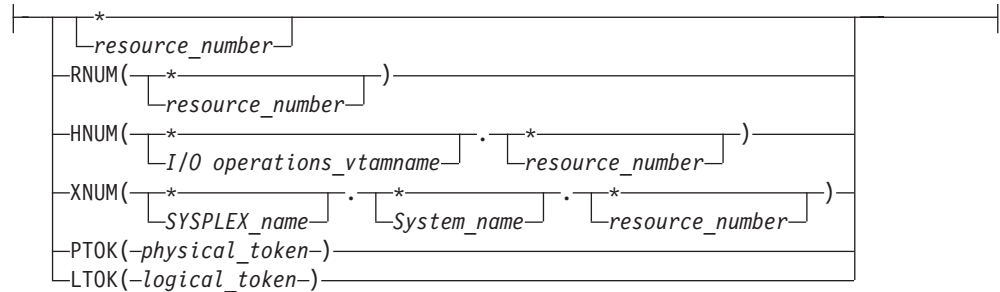 *
resource_number
RNUM( * )
resource_number
HNUM( * . * )
I/O operations_vtamname resource_number
XNUM( * . * . * )
SYSPLEX_name System_name resource_number
PTOK( physical_token )
LTOK( logical_token )